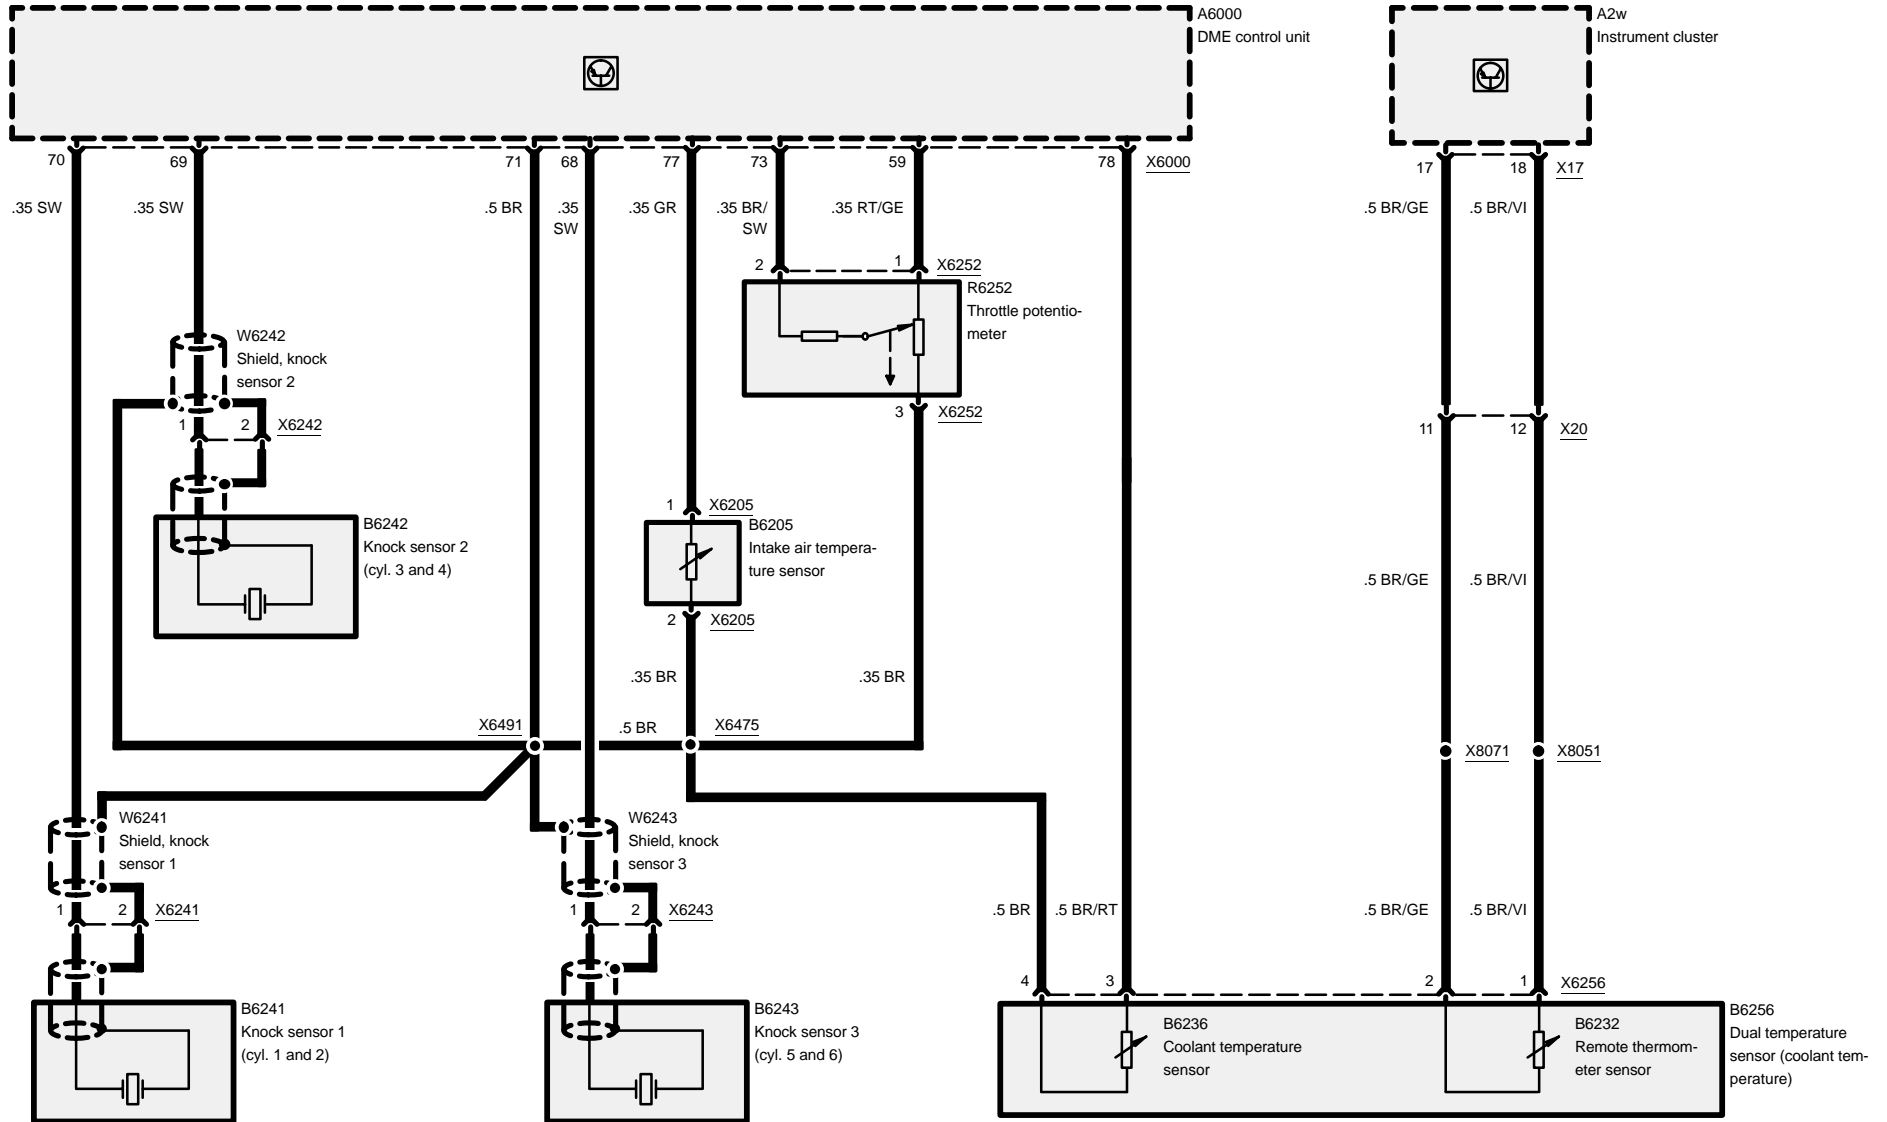 A6000
DME control unit
A2w
Instrument cluster
70
69
71
68
77
73
59
78
X6000
17
18
X17
.35 SW
.35 SW
.5 BR
.35
SW
.35 GR
.35 BR/
SW
.35 RT/GE
.5 BR/GE
.5 BR/VI
2
1
X6252
R6252
Throttle potentio-
meter
W6242
Shield, knock
sensor 2
3
X6252
1
2
X6242
11
12
X20
1
X6205
B6205
Intake air tempera-
ture sensor
B6242
Knock sensor 2
(cyl. 3 and 4)
.5 BR/GE
.5 BR/VI
2
X6205
.35 BR
.35 BR
X6491
.5 BR
X6475
X8071
X8051
W6241
Shield, knock
sensor 1
W6243
Shield, knock
sensor 3
1
2
X6241
1
2
X6243
.5 BR
.5 BR/RT
.5 BR/GE
.5 BR/VI
4
3
2
1
X6256
B6241
Knock sensor 1
(cyl. 1 and 2)
B6243
Knock sensor 3
(cyl. 5 and 6)
B6236
Coolant temperature
sensor
B6232
Remote thermom-
eter sensor
B6256
Dual temperature
sensor (coolant tem-
perature)